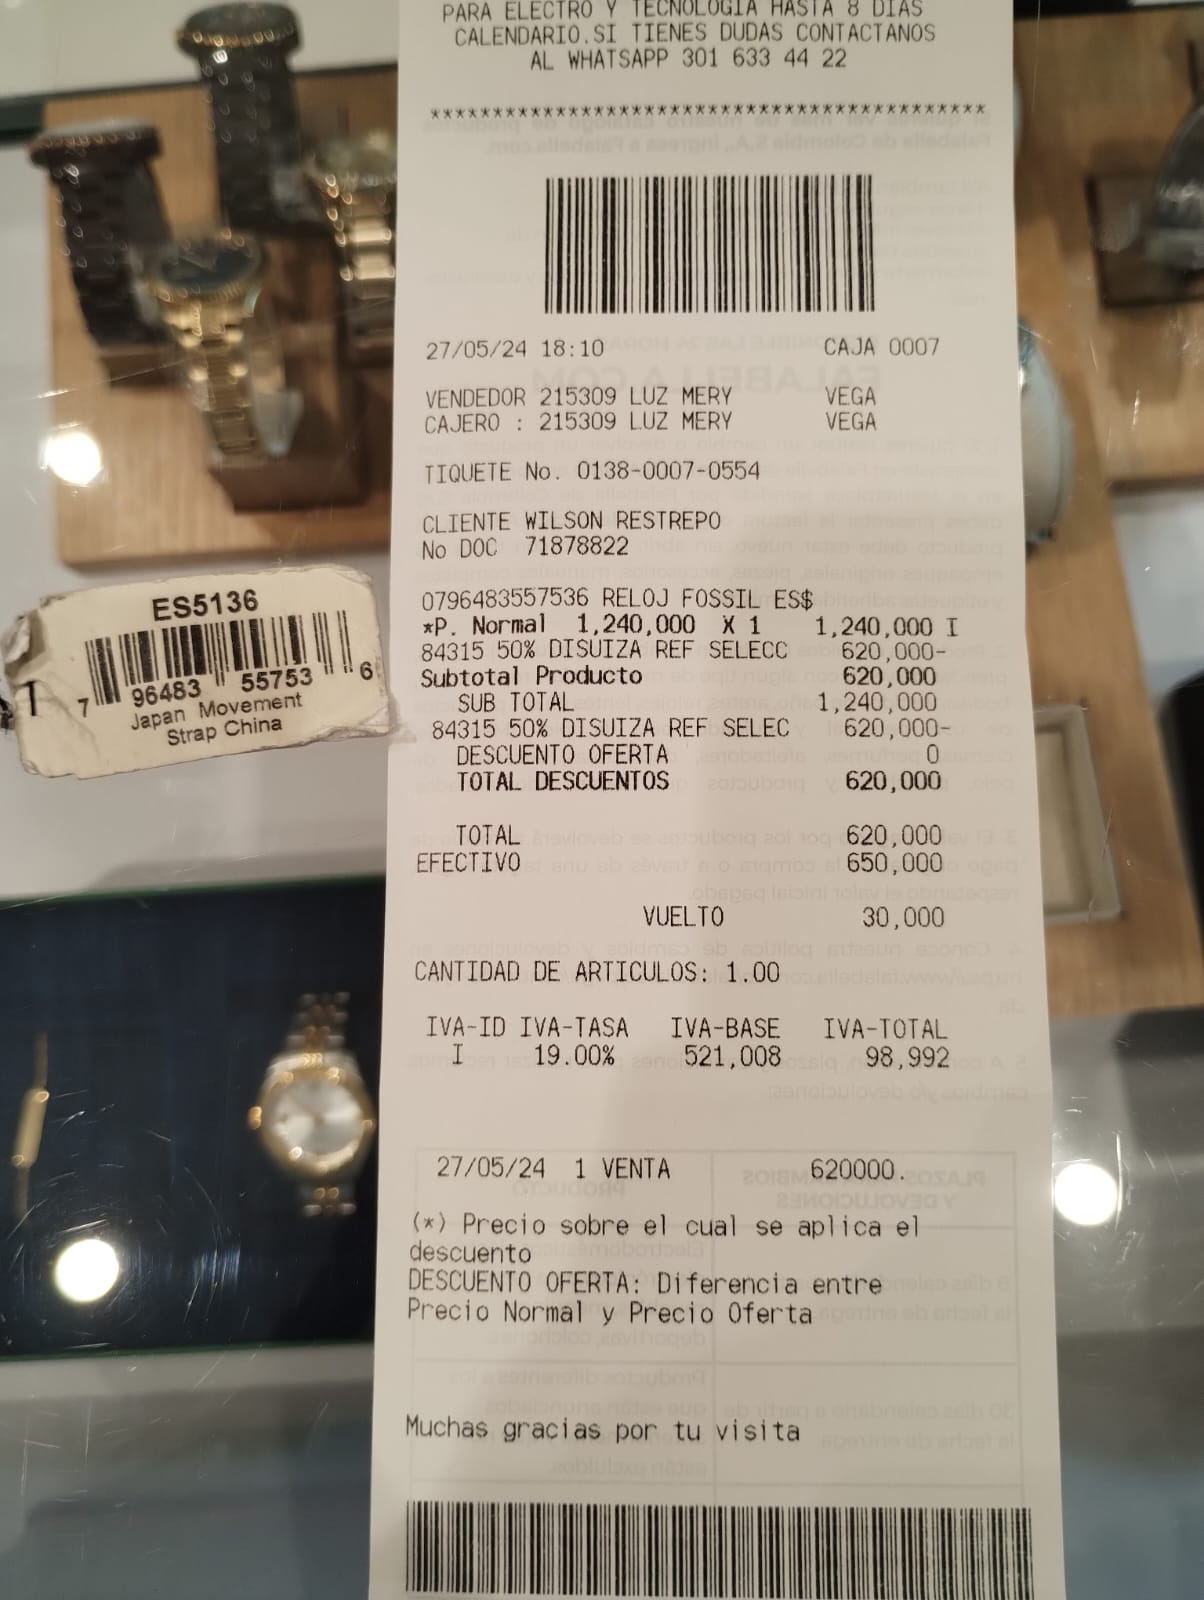 PARA ELECTRO Y TECNOLOGIA HASTA 8 DIAS
CALENDARIO.SI TIENES DUDAS CONTACTANOS
AL WHATSAPP 301 633 44 22
*******************************************
27/05/24 18:10 CAJA 0007
VENDEDOR 215309 LUZ MERY VEGA
CAJERO : 215309 LUZ MERY VEGA
TIQUETE No. 0138-0007-0554
CLIENTE WILSON RESTREPO
No DOC 71878822
0796483557536 RELOJ FOSSIL ES$
*P. Normal 1,240,000 X 1 1,240,000 I
84315 50% DISUIZA REF SELECC 620,000-
Subtotal Producto 620,000
SUB TOTAL 1,240,000
84315 50% DISUIZA REF SELEC 620,000-
DESCUENTO OFERTA 0
TOTAL DESCUENTOS 620,000
TOTAL 620,000
EFECTIVO 650,000
VUELTO 30,000
CANTIDAD DE ARTICULOS: 1.00
IVA-ID IVA-TASA IVA-BASE IVA-TOTAL
I 19.00% 521,008 98,992
27/05/24 1 VENTA 620000.
(*) Precio sobre el cual se aplica el
descuento
DESCUENTO OFERTA: Diferencia entre
Precio Normal y Precio Oferta
Muchas gracias por tu visita
ES5136
7 96483 55753 6
Japan Movement
Strap China